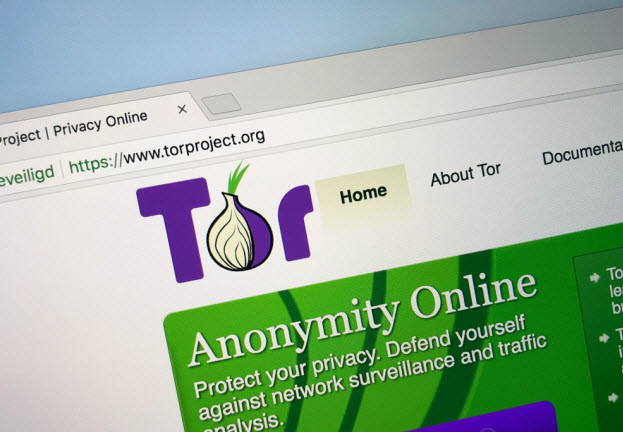 Project | Privacy Online
eveiligd
https://www.torproject.org
Tor
Home
About Tor
Documenta
Anonymity Online
Protect your privacy. Defend yourself
against network surveillance and traffic
analysis.
To
le
b
T
i